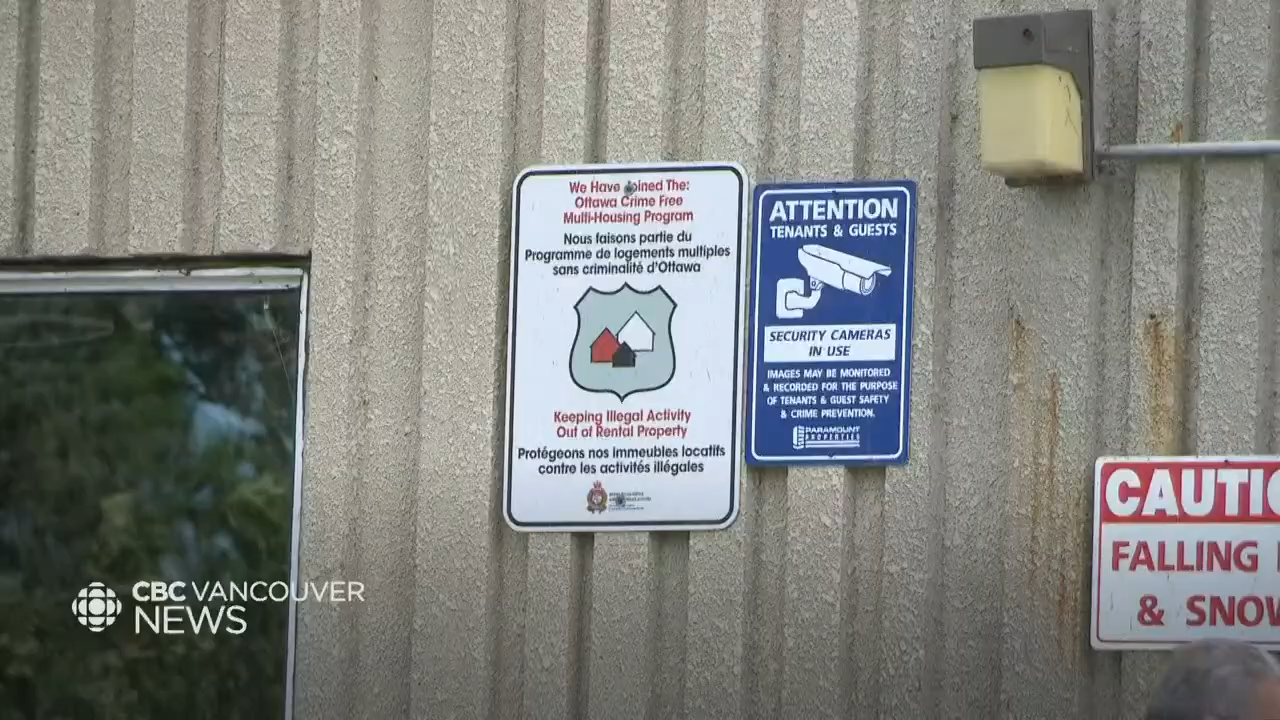 We Have Joined The:
Ottawa Crime Free
Multi-Housing Program
Nous faisons partie du
Programme de logements multiples
sans criminalité d'Ottawa
Keeping Illegal Activity
Out of Rental Property
Protégeons nos immeubles locatifs
contre les activités illégales
ATTENTION
TENANTS & GUESTS
SECURITY CAMERAS
IN USE
IMAGES MAY BE MONITORED
& RECORDED FOR THE PURPOSE
OF TENANTS & GUEST SAFETY
& CRIME PREVENTION.
PARAMOUNT
PROPERTIES
CAUTIO
FALLING
& SNOW
CBC VANCOUVER
NEWS